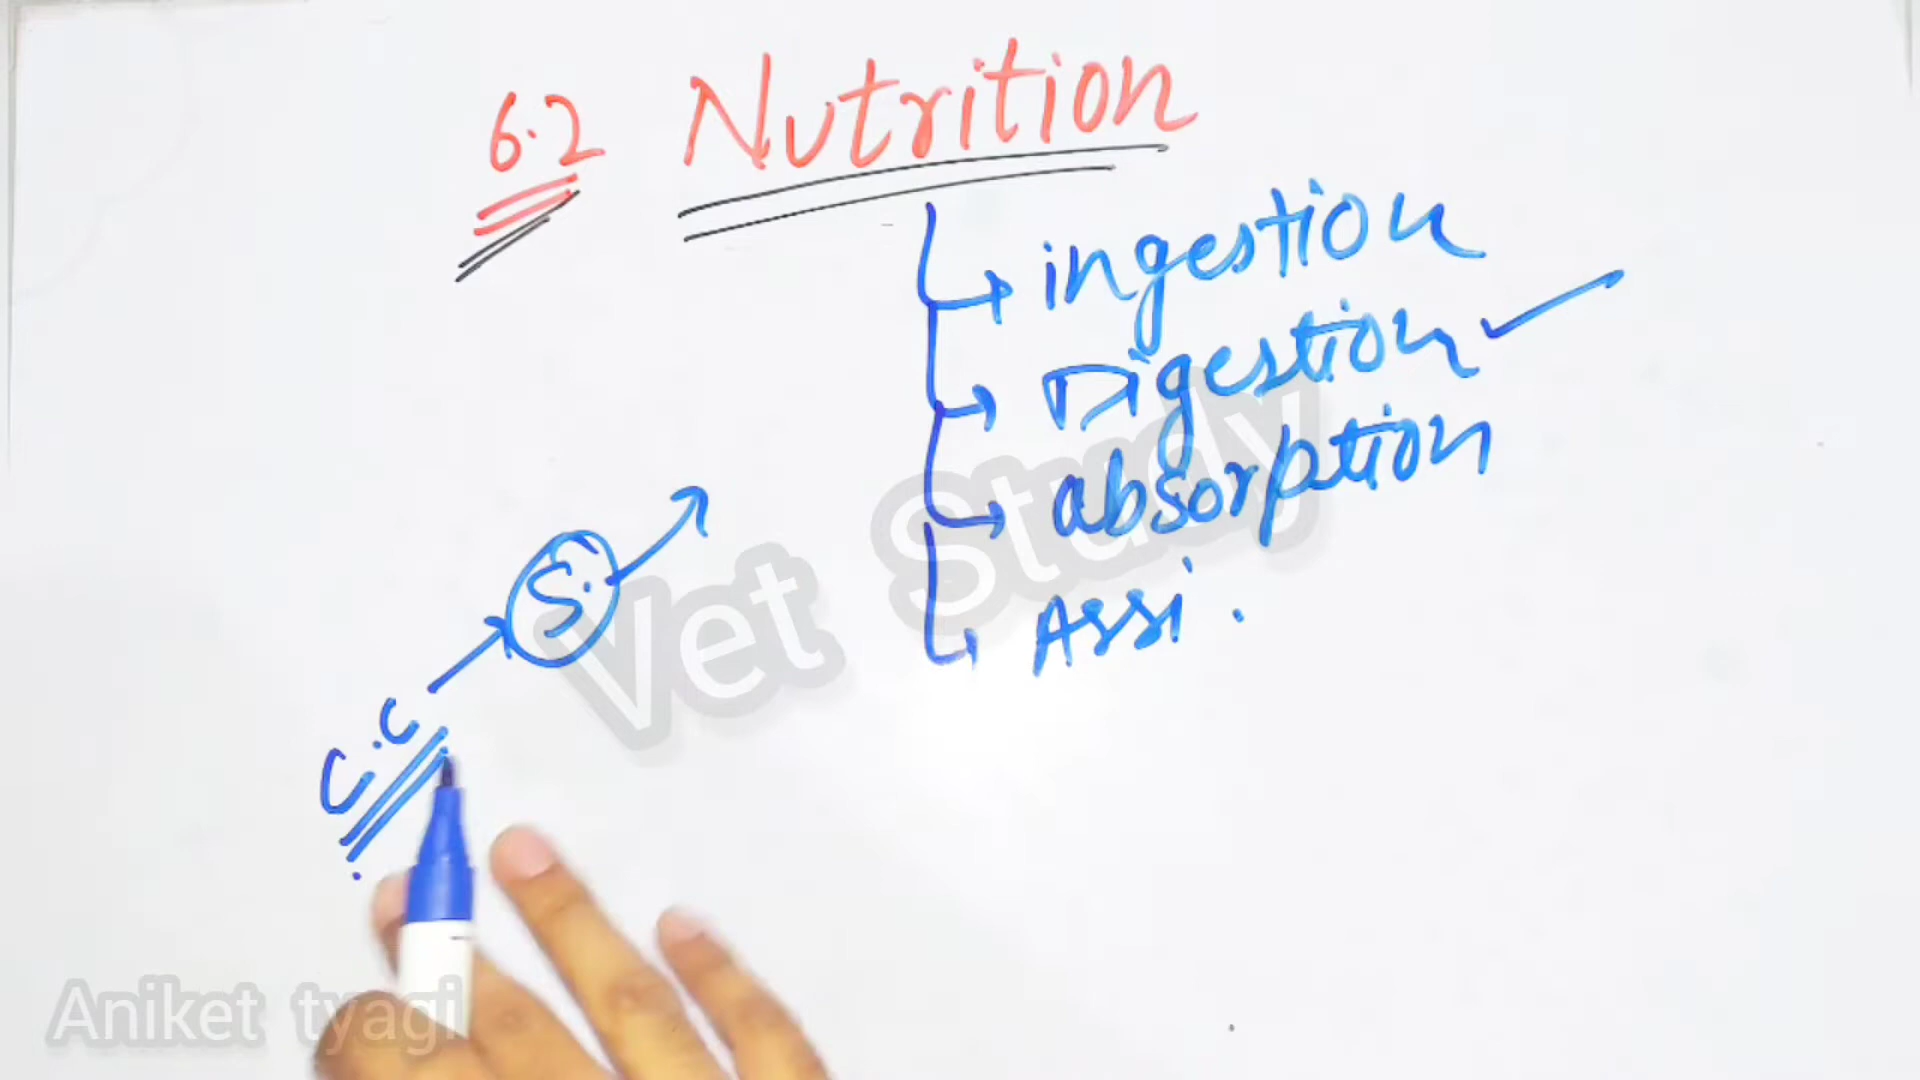 6.2 Nutrition
ingestion
Digestion
absorption
Assi.
S.
C.C
Vet Study
Aniket tyagi